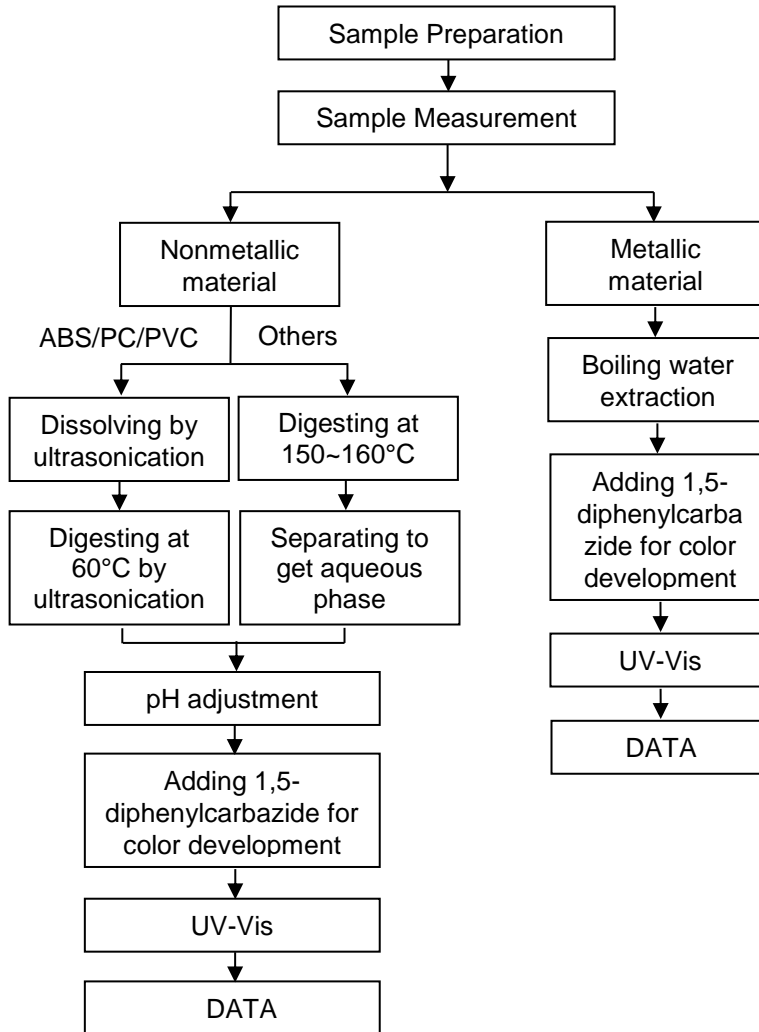 Sample Preparation
Sample Measurement
Nonmetallic
material
ABS/PC/PVC
Others
Dissolving by
ultrasonication
Digesting at
150~160°C
Digesting at
60°C by
ultrasonication
Separating to
get aqueous
phase
pH adjustment
Adding 1,5-
diphenylcarbazide for
color development
UV-Vis
DATA
Metallic
material
Boiling water
extraction
Adding 1,5-
diphenylcarba
zide for color
development
UV-Vis
DATA